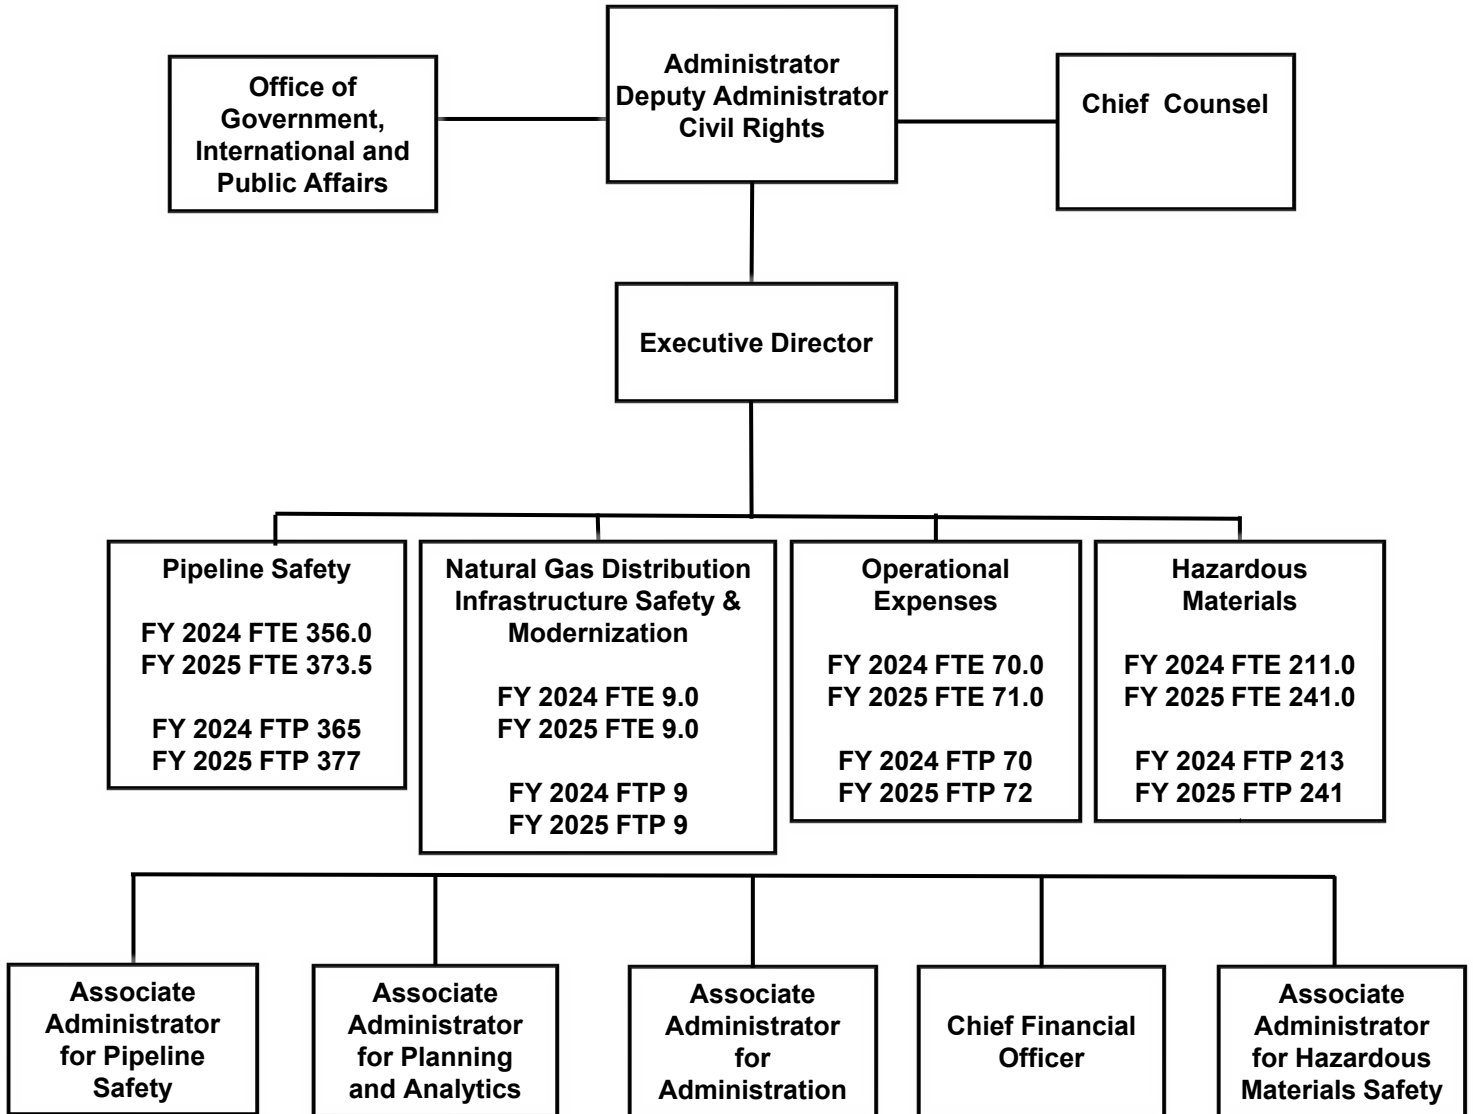 Office of
Government,
International and
Public Affairs
Administrator
Deputy Administrator
Civil Rights
Chief Counsel
Executive Director
Pipeline Safety
FY 2024 FTE 356.0
FY 2025 FTE 373.5
FY 2024 FTP 365
FY 2025 FTP 377
Natural Gas Distribution
Infrastructure Safety &
Modernization
FY 2024 FTE 9.0
FY 2025 FTE 9.0
FY 2024 FTP 9
FY 2025 FTP 9
Operational
Expenses
FY 2024 FTE 70.0
FY 2025 FTE 71.0
FY 2024 FTP 70
FY 2025 FTP 72
Hazardous
Materials
FY 2024 FTE 211.0
FY 2025 FTE 241.0
FY 2024 FTP 213
FY 2025 FTP 241
Associate
Administrator
for Pipeline
Safety
Associate
Administrator
for Planning
and Analytics
Associate
Administrator
for
Administration
Chief Financial
Officer
Associate
Administrator
for Hazardous
Materials Safety